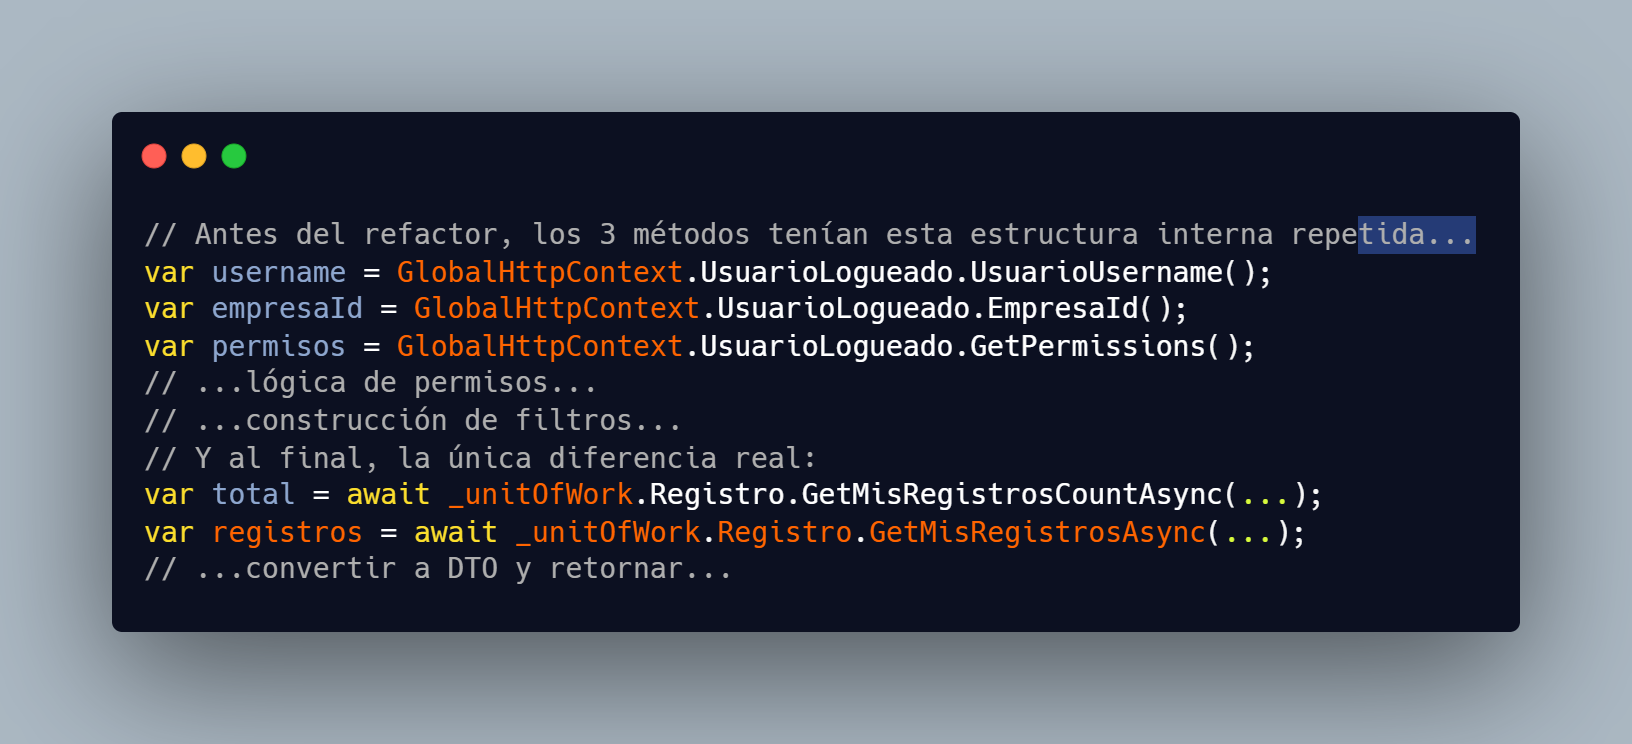 // Antes del refactor, los 3 métodos tenían esta estructura interna repetida...
var username = GlobalHttpContext.UsuarioLogueado.UsuarioUsername();
var empresaId = GlobalHttpContext.UsuarioLogueado.EmpresaId();
var permisos = GlobalHttpContext.UsuarioLogueado.GetPermissions();
// ...lógica de permisos...
// ...construcción de filtros...
// Y al final, la única diferencia real:
var total = await _unitOfWork.Registro.GetMisRegistrosCountAsync(...);
var registros = await _unitOfWork.Registro.GetMisRegistrosAsync(...);
// ...convertir a DTO y retornar...